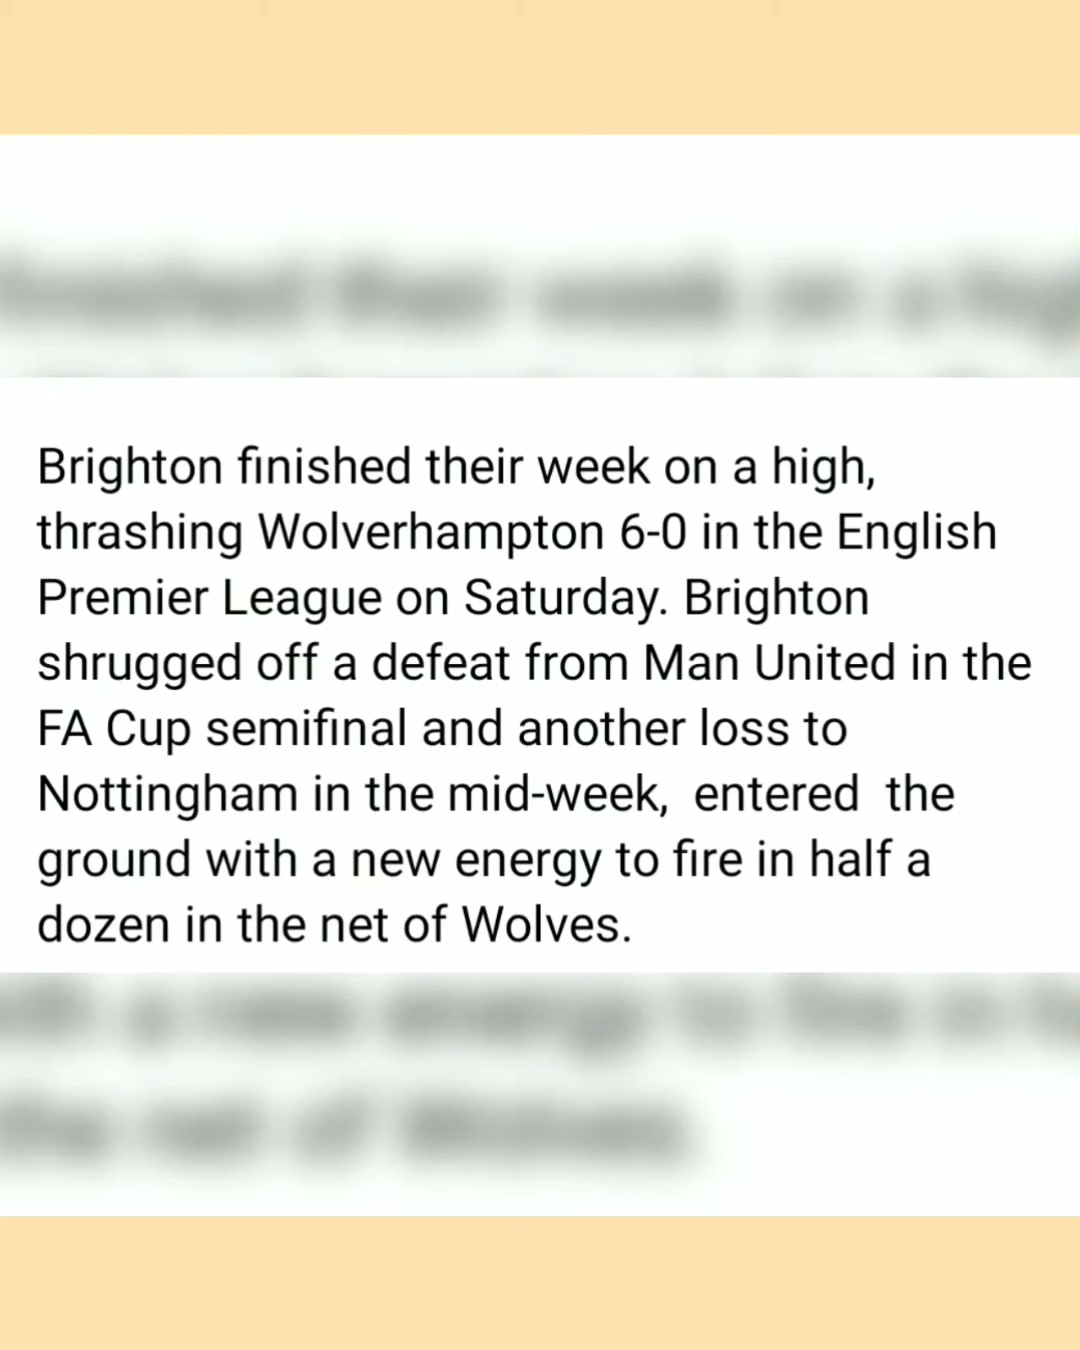 Brighton finished their week on a high,
thrashing Wolverhampton 6-0 in the English
Premier League on Saturday. Brighton
shrugged off a defeat from Man United in the
FA Cup semifinal and another loss to
Nottingham in the mid-week,  entered  the
ground with a new energy to fire in half a
dozen in the net of Wolves.